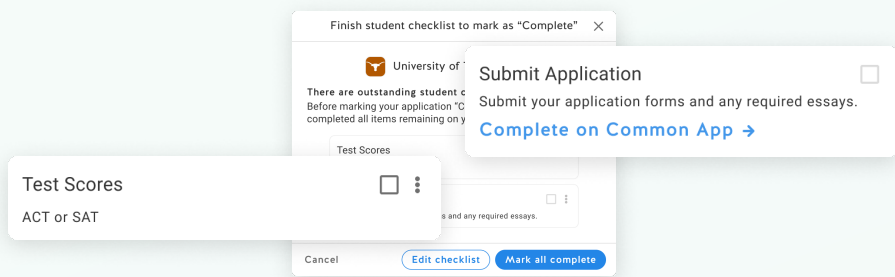 Finish student checklist to mark as “Complete”
University of
There are outstanding student
Before marking your application
completed all items remaining on
Test Scores
and any required essays.
Cancel
Edit checklist
Mark all complete
Submit Application
Submit your application forms and any required essays.
Complete on Common App →
Test Scores
ACT or SAT